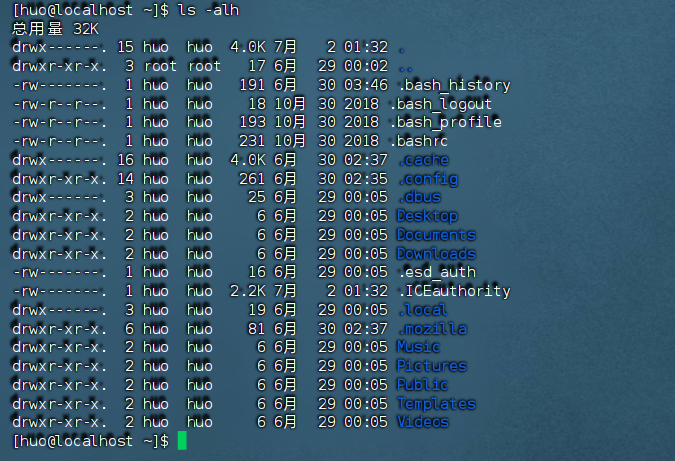 [huo@localhost ~]$ ls -alh
总用量 32K
drwx------. 15 huo  huo  4.0K 7月   2 01:32 .
drwxr-xr-x.  3 root root   17 6月  29 00:02 ..
-rw-------.  1 huo  huo   191 6月  30 03:46 .bash_history
-rw-r--r--.  1 huo  huo    18 10月 30 2018 .bash_logout
-rw-r--r--.  1 huo  huo   193 10月 30 2018 .bash_profile
-rw-r--r--.  1 huo  huo   231 10月 30 2018 .bashrc
drwx------. 16 huo  huo  4.0K 6月  30 02:37 .cache
drwxr-xr-x. 14 huo  huo   261 6月  30 02:35 .config
drwx------.  3 huo  huo    25 6月  29 00:05 .dbus
drwxr-xr-x.  2 huo  huo     6 6月  29 00:05 Desktop
drwxr-xr-x.  2 huo  huo     6 6月  29 00:05 Documents
drwxr-xr-x.  2 huo  huo     6 6月  29 00:05 Downloads
-rw-------.  1 huo  huo    16 6月  29 00:05 .esd_auth
-rw-------.  1 huo  huo  2.2K 7月   2 01:32 .ICEauthority
drwx------.  3 huo  huo    19 6月  29 00:05 .local
drwxr-xr-x.  6 huo  huo    81 6月  30 02:37 .mozilla
drwxr-xr-x.  2 huo  huo     6 6月  29 00:05 Music
drwxr-xr-x.  2 huo  huo     6 6月  29 00:05 Pictures
drwxr-xr-x.  2 huo  huo     6 6月  29 00:05 Public
drwxr-xr-x.  2 huo  huo     6 6月  29 00:05 Templates
drwxr-xr-x.  2 huo  huo     6 6月  29 00:05 Videos
[huo@localhost ~]$